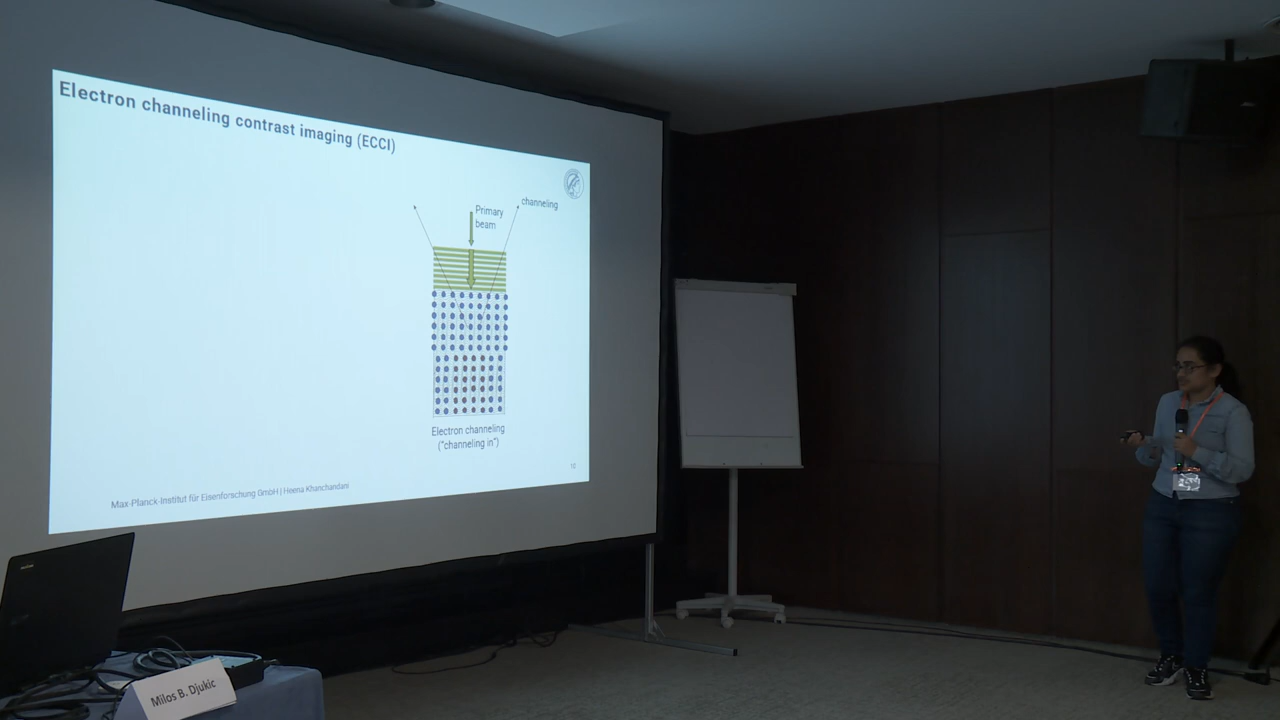 Electron channeling contrast imaging (ECCI)
Primary
beam
channeling
Electron channeling
("channeling in")
10
Max-Planck-Institut für Eisenforschung GmbH | Heena Khanchandani
Milos B. Djukic